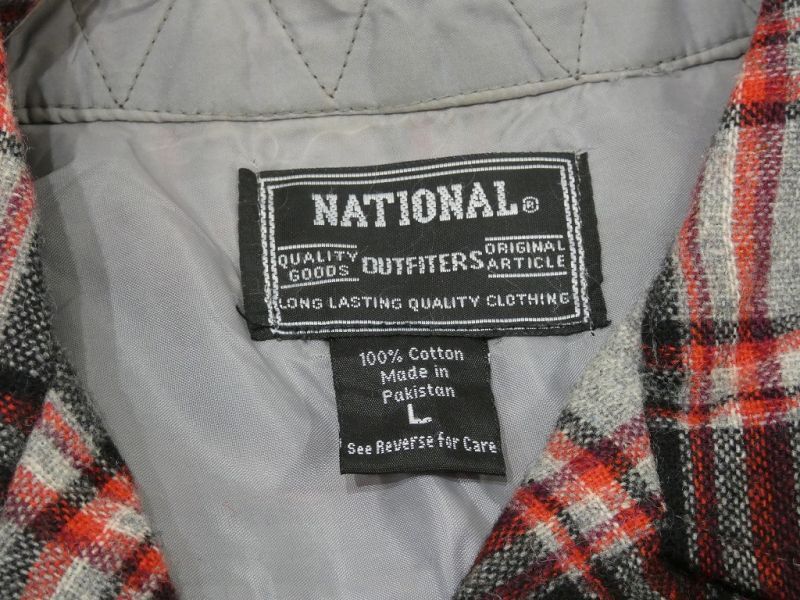 NATIONAL®
QUALITY GOODS OUTFITERS ORIGINAL ARTICLE
LONG LASTING QUALITY CLOTHING
100% Cotton
Made in
Pakistan
L
See Reverse for Care